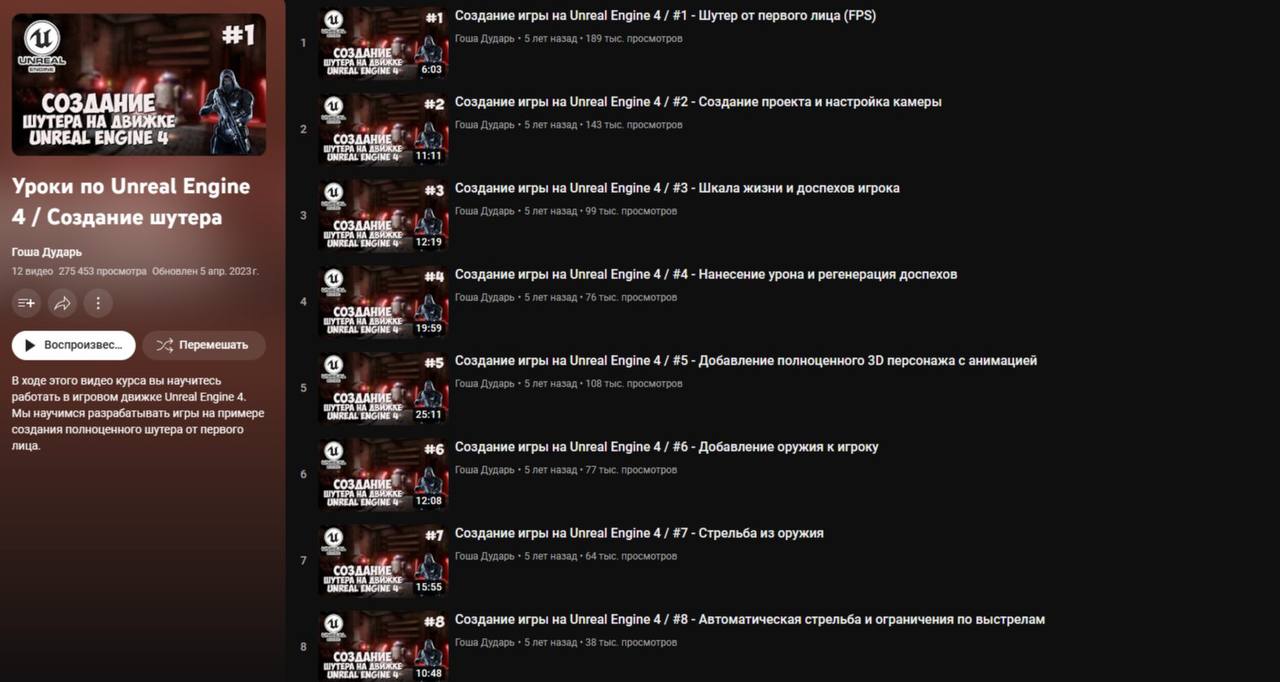 #1
UNREAL
ENGINE
СОЗДАНИЕ
ШУТЕРА НА ДВИЖКЕ
UNREAL ENGINE 4
Уроки по Unreal Engine
4 / Создание шутера
Гоша Дударь
12 видео 275 453 просмотра Обновлен 5 апр. 2023 г.
Воспроизвес...
Перемешать
В ходе этого видео курса вы научитесь
работать в игровом движке Unreal Engine 4.
Мы научимся разрабатывать игры на примере
создания полноценного шутера от первого
лица.
1
#1
СОЗДАНИЕ
ШУТЕРА НА ДВИЖКЕ
UNREAL ENGINE 4
6:03
Создание игры на Unreal Engine 4 / #1 - Шутер от первого лица (FPS)
Гоша Дударь • 5 лет назад • 189 тыс. просмотров
2
#2
СОЗДАНИЕ
ШУТЕРА НА ДВИЖКЕ
UNREAL ENGINE 4
11:11
Создание игры на Unreal Engine 4 / #2 - Создание проекта и настройка камеры
Гоша Дударь • 5 лет назад • 143 тыс. просмотров
3
#3
СОЗДАНИЕ
ШУТЕРА НА ДВИЖКЕ
UNREAL ENGINE 4
12:19
Создание игры на Unreal Engine 4 / #3 - Шкала жизни и доспехов игрока
Гоша Дударь • 5 лет назад • 99 тыс. просмотров
4
#4
СОЗДАНИЕ
ШУТЕРА НА ДВИЖКЕ
UNREAL ENGINE 4
19:59
Создание игры на Unreal Engine 4 / #4 - Нанесение урона и регенерация доспехов
Гоша Дударь • 5 лет назад • 76 тыс. просмотров
5
#5
СОЗДАНИЕ
ШУТЕРА НА ДВИЖКЕ
UNREAL ENGINE 4
25:11
Создание игры на Unreal Engine 4 / #5 - Добавление полноценного 3D персонажа с анимацией
Гоша Дударь • 5 лет назад • 108 тыс. просмотров
6
#6
СОЗДАНИЕ
ШУТЕРА НА ДВИЖКЕ
UNREAL ENGINE 4
12:08
Создание игры на Unreal Engine 4 / #6 - Добавление оружия к игроку
Гоша Дударь • 5 лет назад • 77 тыс. просмотров
7
#7
СОЗДАНИЕ
ШУТЕРА НА ДВИЖКЕ
UNREAL ENGINE 4
15:55
Создание игры на Unreal Engine 4 / #7 - Стрельба из оружия
Гоша Дударь • 5 лет назад • 64 тыс. просмотров
8
#8
СОЗДАНИЕ
ШУТЕРА НА ДВИЖКЕ
UNREAL ENGINE 4
10:48
Создание игры на Unreal Engine 4 / #8 - Автоматическая стрельба и ограничения по выстрелам
Гоша Дударь • 5 лет назад • 38 тыс. просмотров